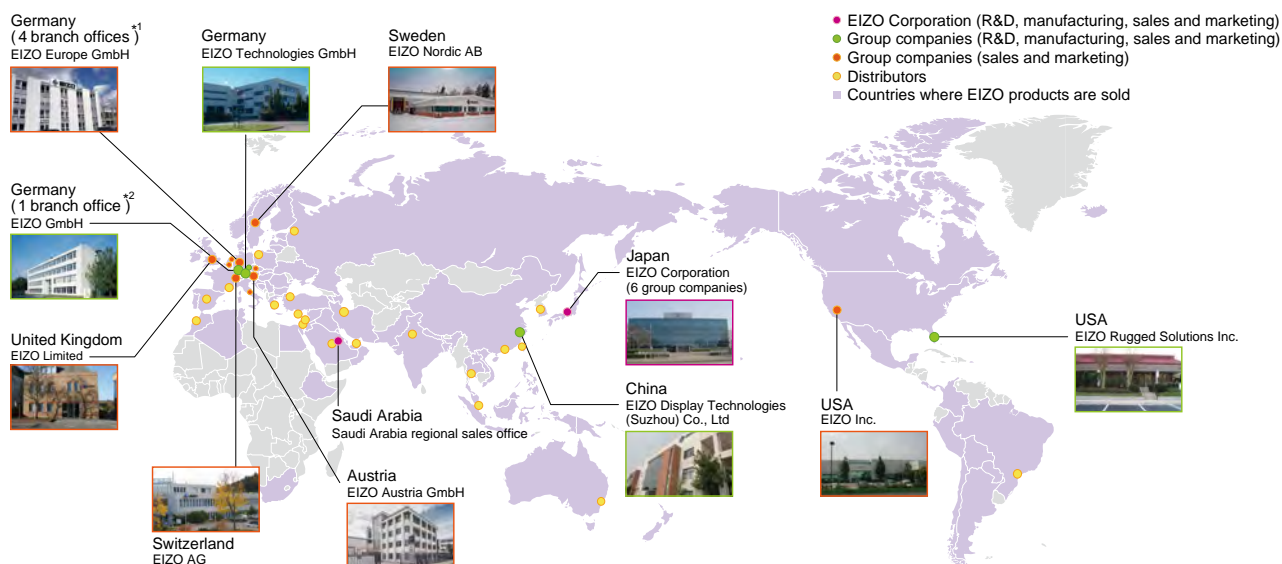 Germany
( 4 branch offices )*1
EIZO Europe GmbH
Germany
EIZO Technologies GmbH
Sweden
EIZO Nordic AB
EIZO Corporation (R&D, manufacturing, sales and marketing)
Group companies (R&D, manufacturing, sales and marketing)
Group companies (sales and marketing)
Distributors
Countries where EIZO products are sold
Germany
( 1 branch office )*2
EIZO GmbH
United Kingdom
EIZO Limited
Japan
EIZO Corporation
(6 group companies)
USA
EIZO Rugged Solutions Inc.
Saudi Arabia
Saudi Arabia regional sales office
China
EIZO Display Technologies
(Suzhou) Co., Ltd
USA
EIZO Inc.
Austria
EIZO Austria GmbH
Switzerland
EIZO AG